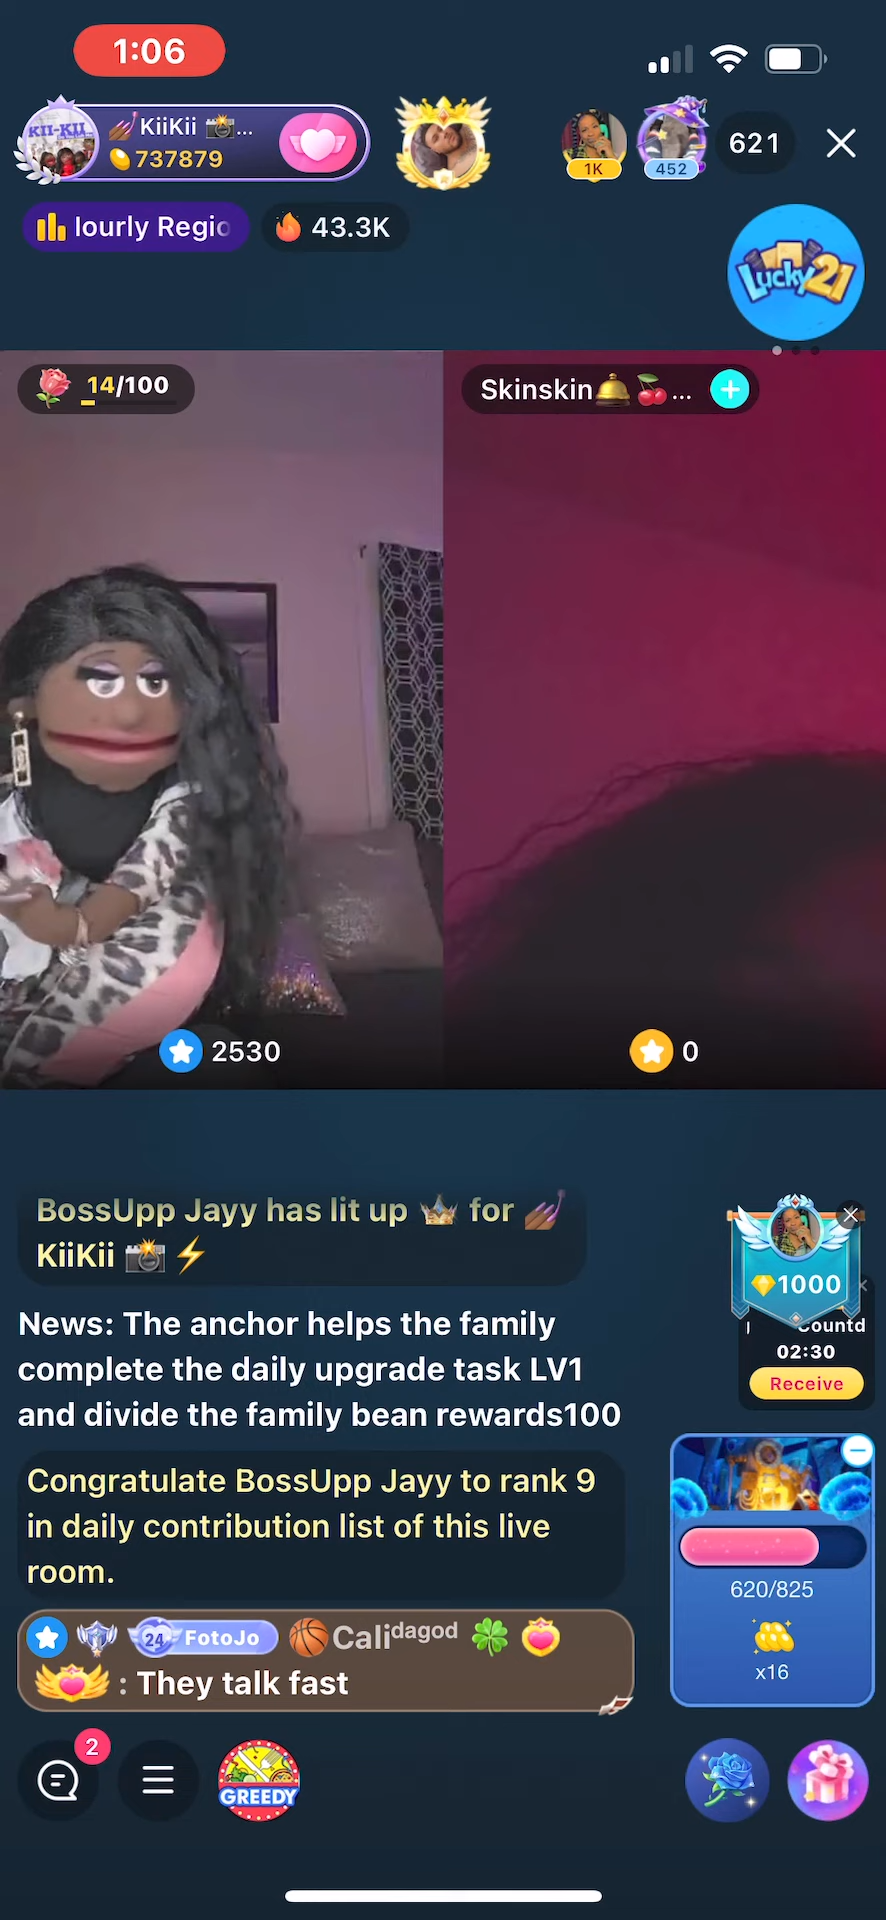 1:06
KII-KII
KiiKii ...
737879
1K
452
621
lourly Regio
43.3K
Lucky21
14/100
Skinskin ...
2530
0
BossUpp Jayy has lit up for
KiiKii
News: The anchor helps the family
complete the daily upgrade task LV1
and divide the family bean rewards100
Congratulate BossUpp Jayy to rank 9
in daily contribution list of this live
room.
24 FotoJo Calidagod
: They talk fast
1000
Countd
02:30
Receive
620/825
x16
2
GREEDY